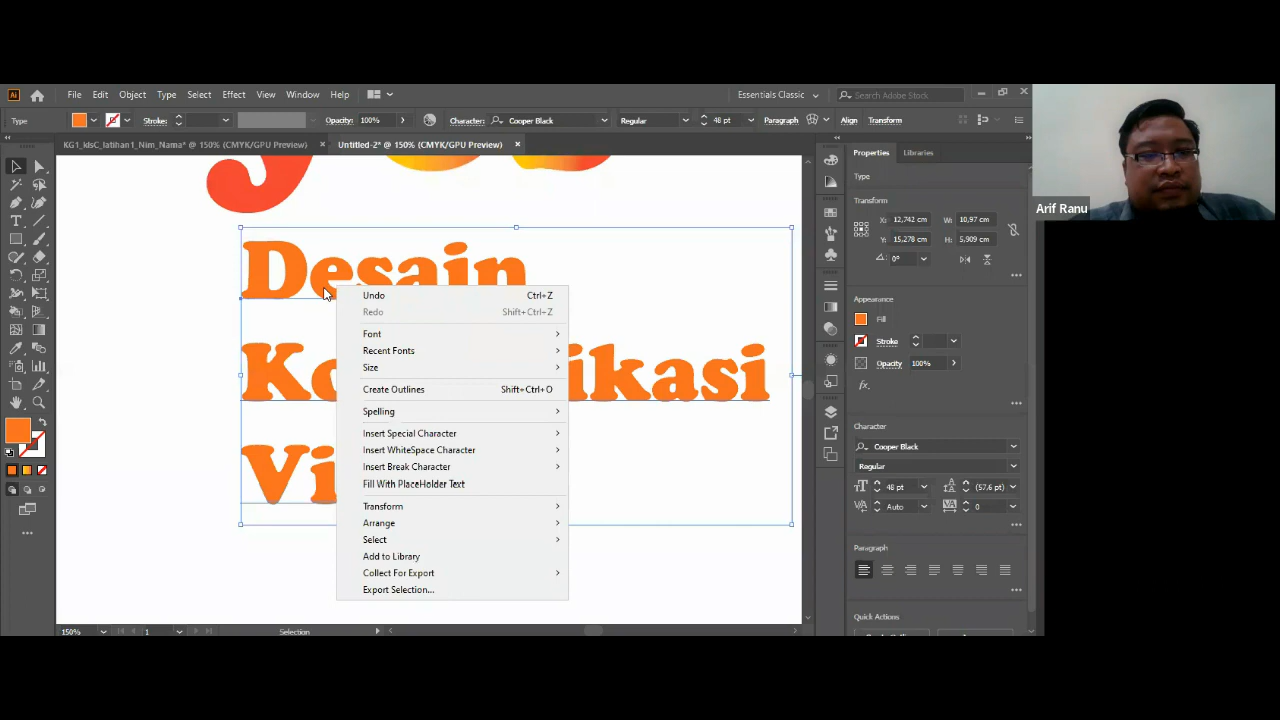 File Edit Object Type Select Effect View Window Help
Essentials Classic
Search Adobe Stock
Type Stroke: Opacity: 100% Character: Cooper Black Regular 48 pt Paragraph Align Transform
KG1_klsC_latihan1_Nim_Nama* @ 150% (CMYK/GPU Preview)
Untitled-2* @ 150% (CMYK/GPU Preview)
Desain
Vi
ikasi
Undo Ctrl+Z
Redo Shift+Ctrl+Z
Font
Recent Fonts
Size
Create Outlines Shift+Ctrl+O
Spelling
Insert Special Character
Insert WhiteSpace Character
Insert Break Character
Fill With PlaceHolder Text
Transform
Arrange
Select
Add to Library
Collect For Export
Export Selection...
150% 1 Selection
Properties Libraries
Type
Transform
X: 12,742 cm W: 10,97 cm
Y: 15,278 cm H: 5,909 cm
0°
Appearance
Fill
Stroke
Opacity 100%
fx.
Character
Cooper Black
Regular
48 pt (57.6 pt)
Auto 0
Paragraph
Quick Actions
Arif Ranu